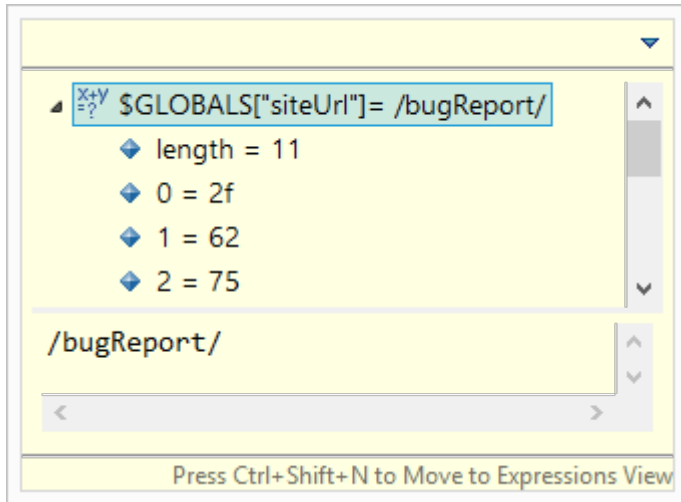 x+y
=?
$GLOBALS["siteUrl"]= /bugReport/
length = 11
0 = 2f
1 = 62
2 = 75
/bugReport/
Press Ctrl+Shift+N to Move to Expressions View